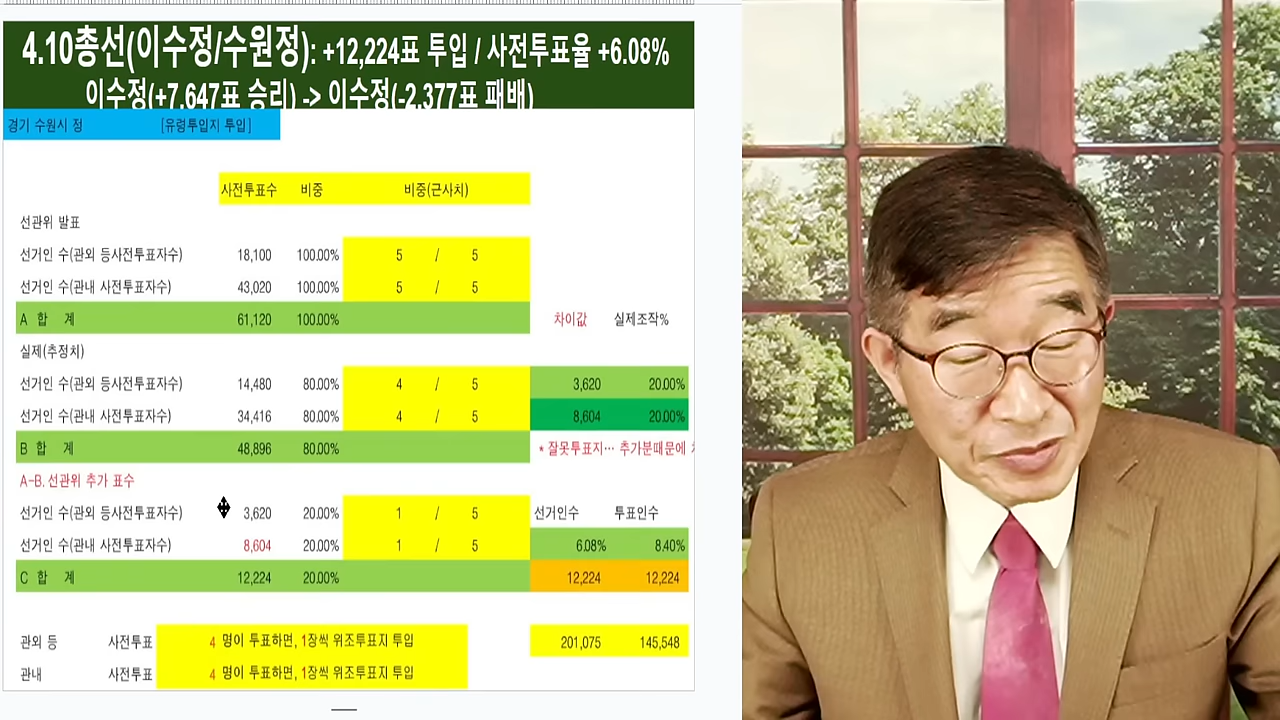 4.10총선(이수정/수원정): +12,224표 투입 / 사전투표율 +6.08%
이수정(+7,647표 승리) -> 이수정(-2,377표 패배)
경기 수원시 정 [유령투입지 투입]
사전투표수 비중 비중(근사치)
선관위 발표
선거인 수(관외 등사전투표자수) 18,100 100.00% 5 / 5
선거인 수(관내 사전투표자수) 43,020 100.00% 5 / 5
A 합 계 61,120 100.00% 차이값 실제조작%
실제(추정치)
선거인 수(관외 등사전투표자수) 14,480 80.00% 4 / 5 3,620 20.00%
선거인 수(관내 사전투표자수) 34,416 80.00% 4 / 5 8,604 20.00%
B 합 계 48,896 80.00% * 잘못투표지... 추가분때문에
A-B. 선관위 추가 표수
선거인 수(관외 등사전투표자수) 3,620 20.00% 1 / 5 선거인수 투표인수
선거인 수(관내 사전투표자수) 8,604 20.00% 1 / 5 6.08% 8.40%
C 합 계 12,224 20.00% 12,224 12,224
관외 등 사전투표 4 명이 투표하면, 1장씩 위조투표지 투입 201,075 145,548
관내 사전투표 4 명이 투표하면, 1장씩 위조투표지 투입